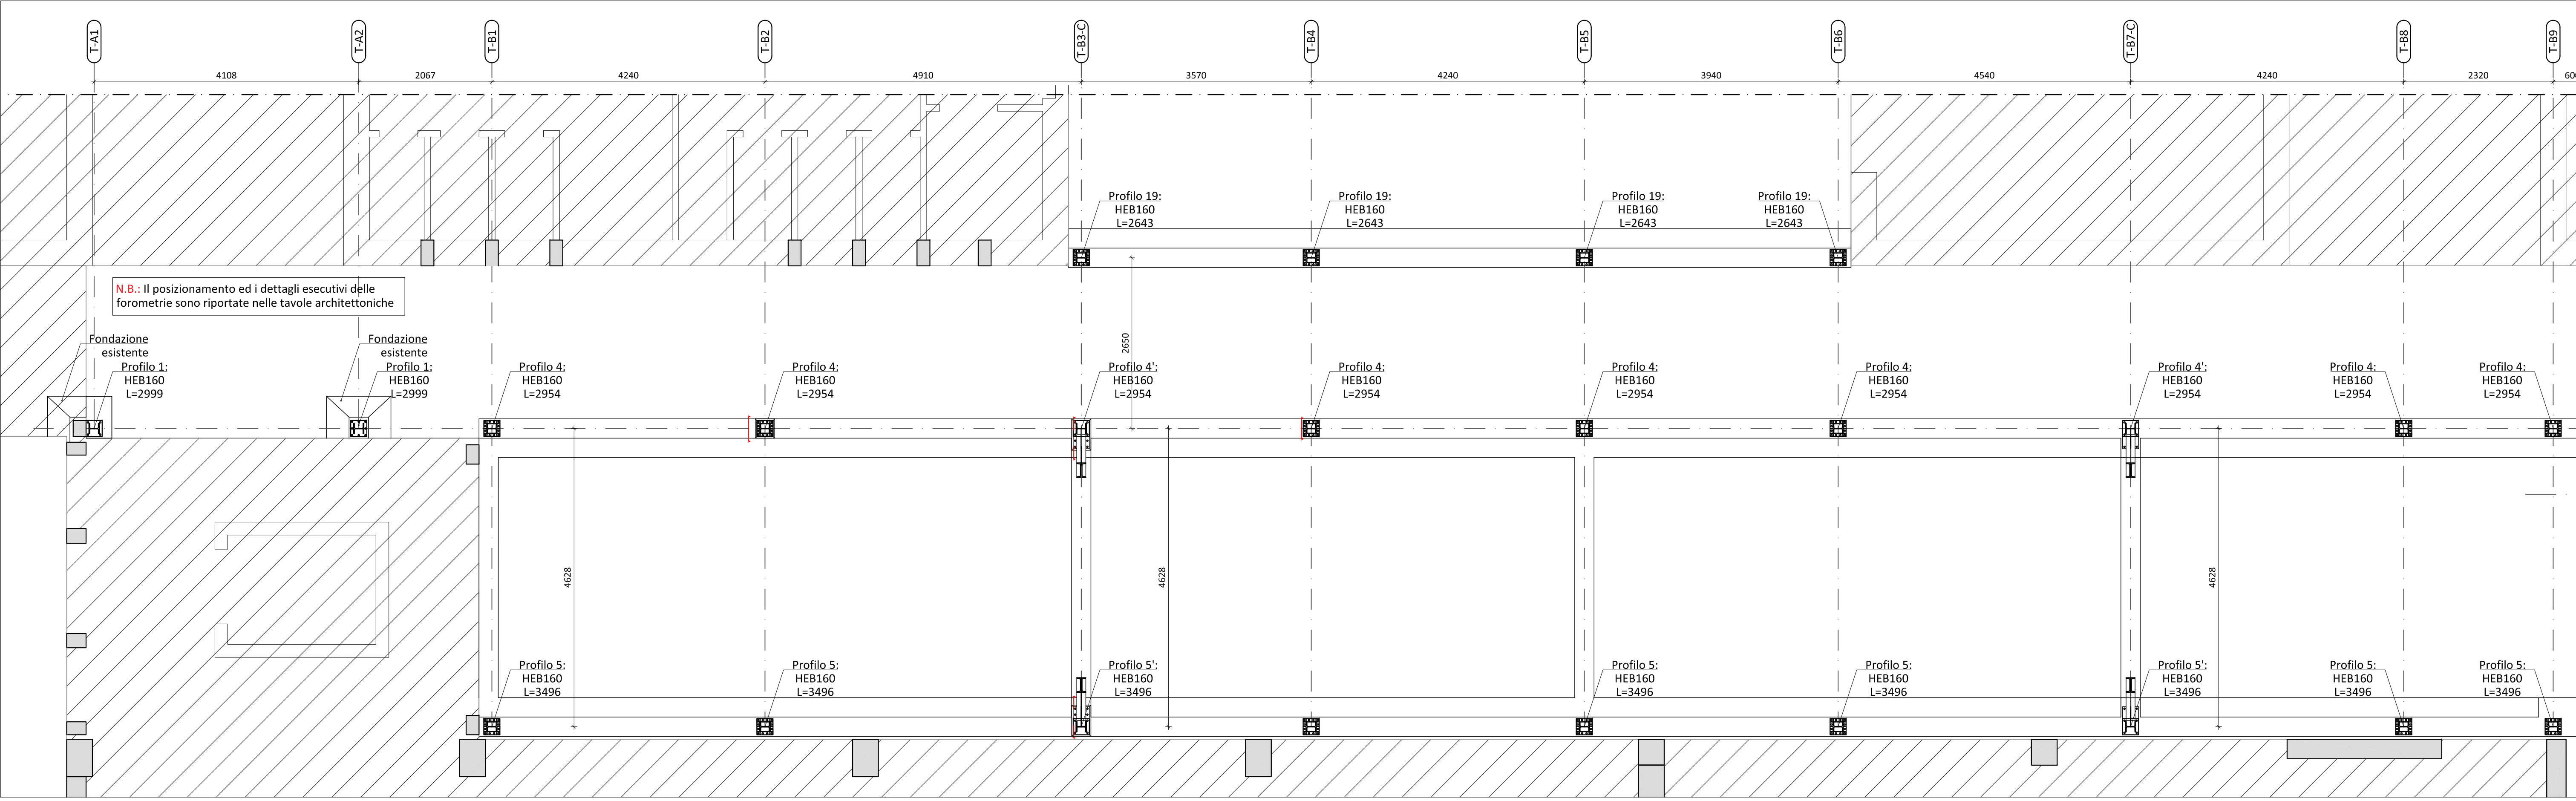 T-A1
T-A2
T-B1
T-B2
T-B3-C
T-B4
T-B5
T-B6
T-B7-C
T-B8
T-B9
4108
2067
4240
4910
3570
4240
3940
4540
4240
2320
Profilo 19:
HEB160
L=2643
Profilo 19:
HEB160
L=2643
Profilo 19:
HEB160
L=2643
Profilo 19:
HEB160
L=2643
N.B.: Il posizionamento ed i dettagli esecutivi delle
forometrie sono riportate nelle tavole architettoniche
2650
Fondazione
esistente
Profilo 1:
HEB160
L=2999
Fondazione
esistente
Profilo 1:
HEB160
L=2999
Profilo 4:
HEB160
L=2954
Profilo 4:
HEB160
L=2954
Profilo 4':
HEB160
L=2954
Profilo 4:
HEB160
L=2954
Profilo 4:
HEB160
L=2954
Profilo 4:
HEB160
L=2954
Profilo 4':
HEB160
L=2954
Profilo 4:
HEB160
L=2954
Profilo 4:
HEB160
L=2954
4628
4628
4628
Profilo 5:
HEB160
L=3496
Profilo 5:
HEB160
L=3496
Profilo 5':
HEB160
L=3496
Profilo 5:
HEB160
L=3496
Profilo 5:
HEB160
L=3496
Profilo 5':
HEB160
L=3496
Profilo 5:
HEB160
L=3496
Profilo 5:
HEB160
L=3496